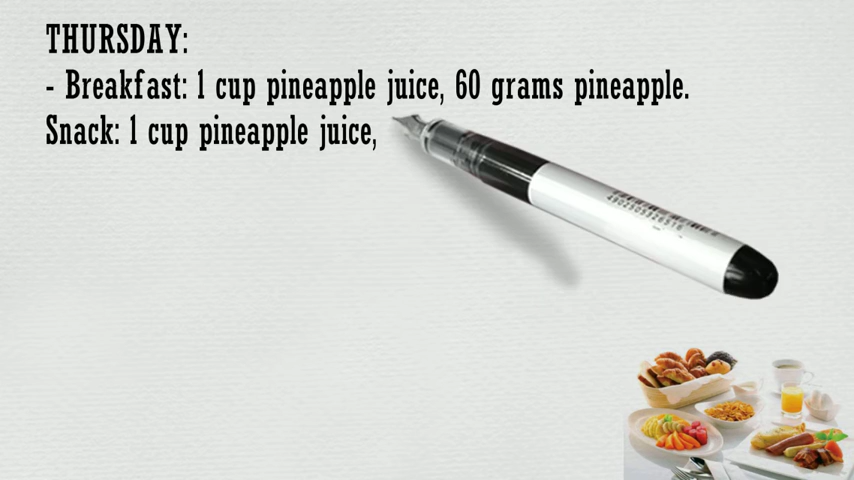 THURSDAY:
- Breakfast: 1 cup pineapple juice, 60 grams pineapple.
Snack: 1 cup pineapple juice,